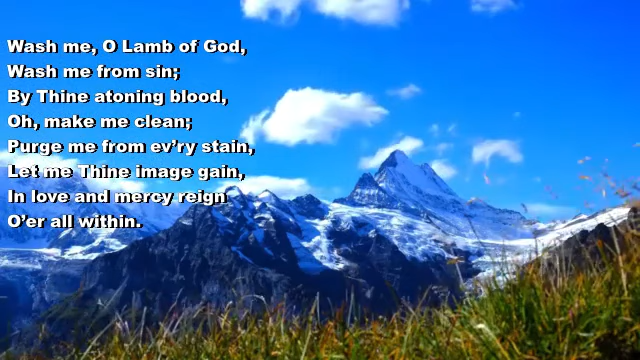 Wash me, O Lamb of God,
Wash me from sin;
By Thine atoning blood,
Oh, make me clean;
Purge me from ev’ry stain,
Let me Thine image gain,
In love and mercy reign
O’er all within.